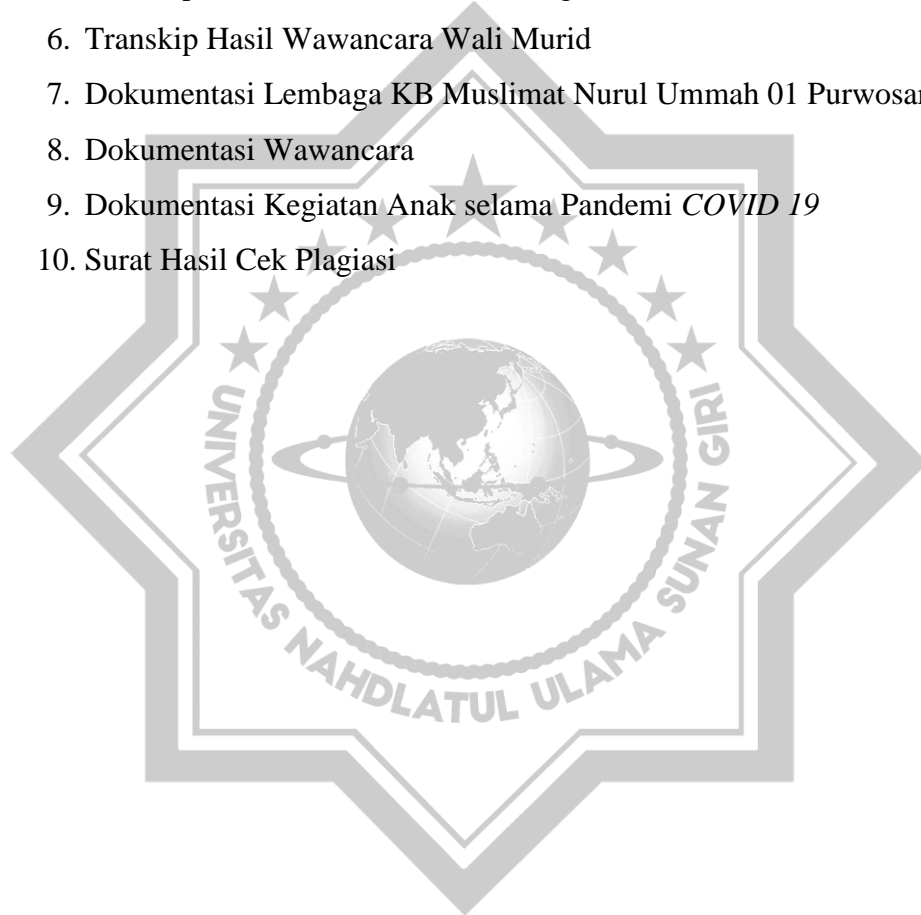 6. Transkip Hasil Wawancara Wali Murid
7. Dokumentasi Lembaga KB Muslimat Nurul Ummah 01
8. Dokumentasi Wawancara
9. Dokumentasi Kegiatan Anak selama Pandemi COVID 19
10. Surat Hasil Cek Plagiasi
UNIVERSITAS NAHDLATUL ULAMA SUNAN GIRI